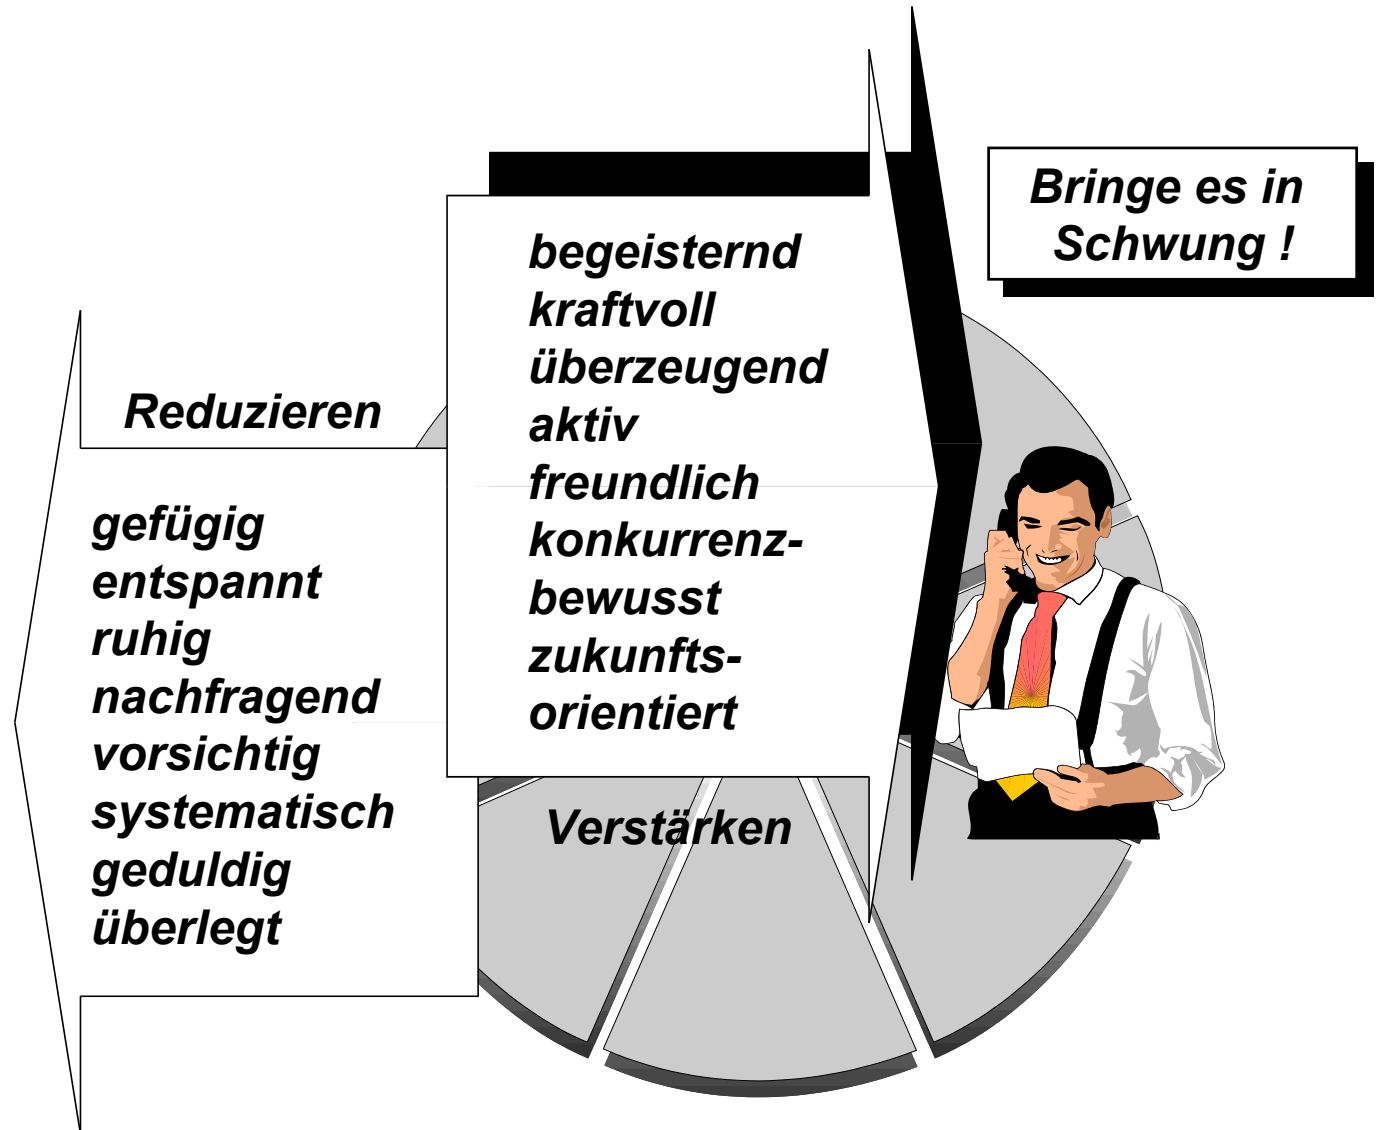 Bringe es in
Schwung !
begeisternd
kraftvoll
überzeugend
aktiv
freundlich
konkurrenz-
bewusst
zukunfts-
orientiert
Verstärken
Reduzieren
gefügig
entspannt
ruhig
nachfragend
vorsichtig
systematisch
geduldig
überlegt